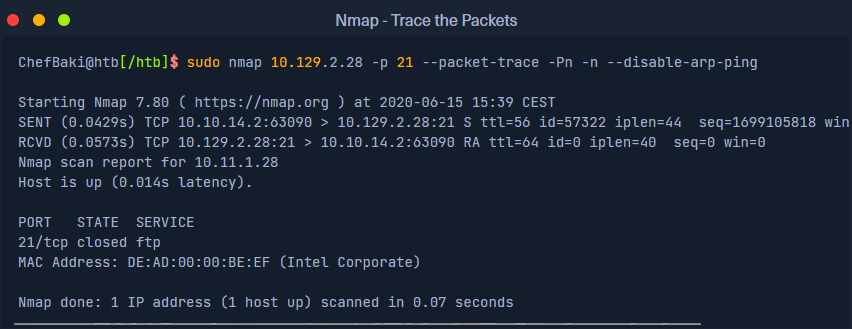 Nmap - Trace the Packets
ChefBaki@htb[/htb]$ sudo nmap 10.129.2.28 -p 21 --packet-trace -Pn -n --disable-arp-ping
Starting Nmap 7.80 ( https://nmap.org ) at 2020-06-15 15:39 CEST
SENT (0.0429s) TCP 10.10.14.2:63090 > 10.129.2.28:21 S ttl=56 id=57322 iplen=44  seq=1699105818 win
RCVD (0.0573s) TCP 10.129.2.28:21 > 10.10.14.2:63090 RA ttl=64 id=0 iplen=40  seq=0 win=0
Nmap scan report for 10.11.1.28
Host is up (0.014s latency).
PORT   STATE  SERVICE
21/tcp closed ftp
MAC Address: DE:AD:00:00:BE:EF (Intel Corporate)
Nmap done: 1 IP address (1 host up) scanned in 0.07 seconds